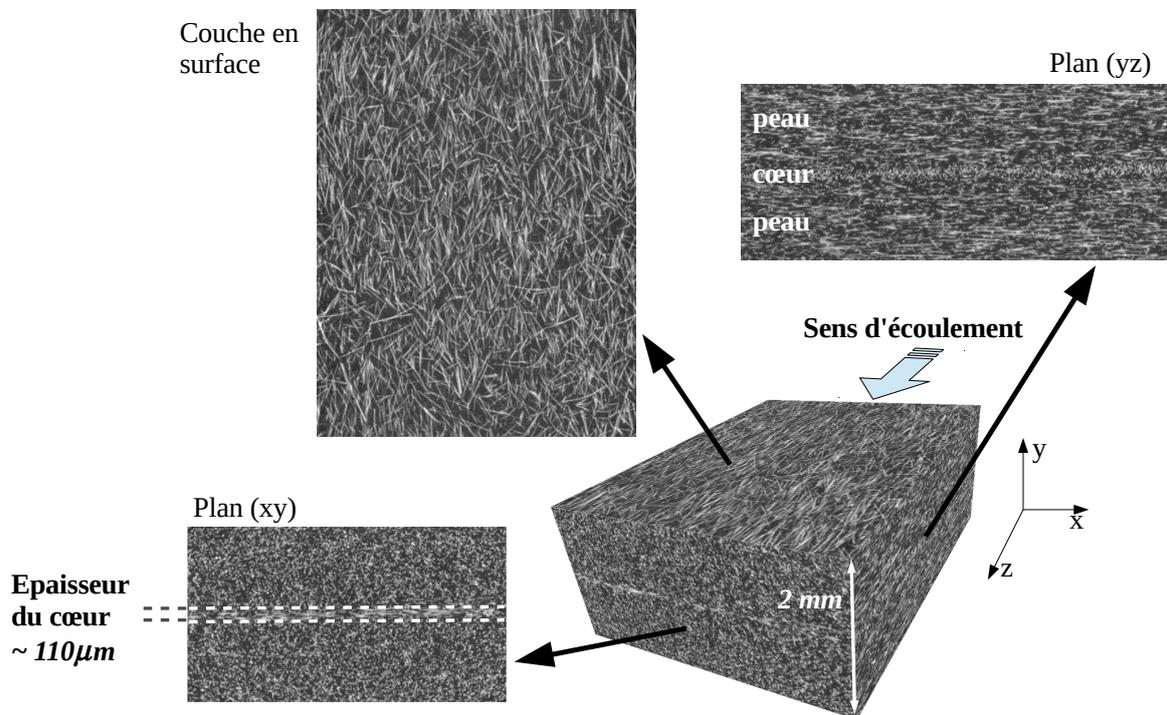 Couche en
surface
Plan (yz)
peau
cœur
peau
Sens d'écoulement
y
x
z
2 mm
Plan (xy)
Epaisseur
du cœur
~ 110µm